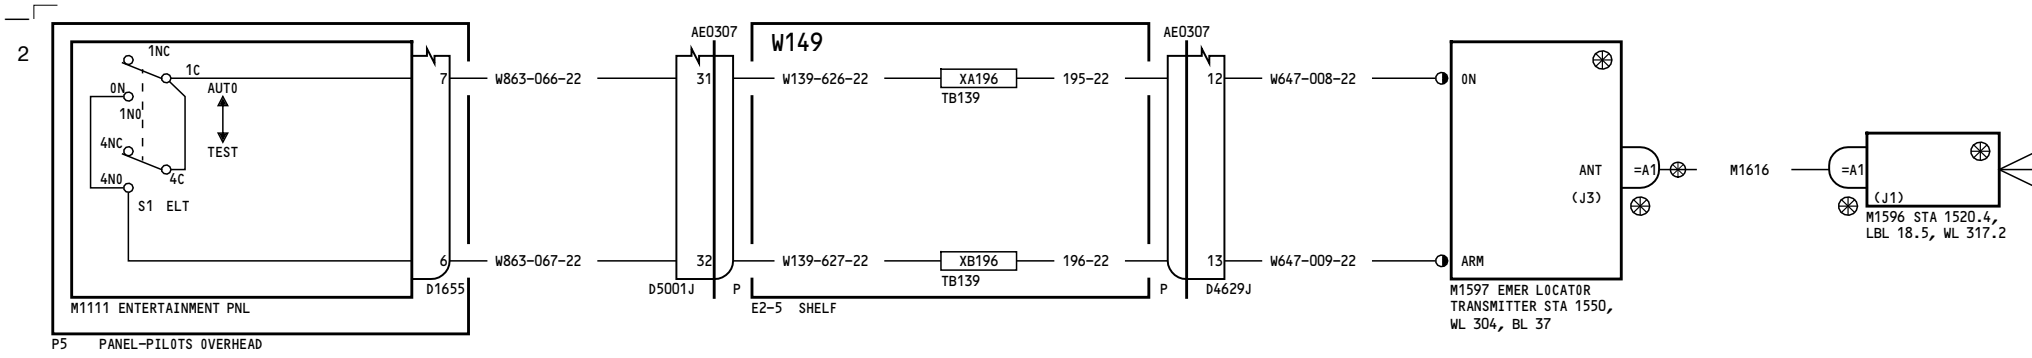 2
1NC
1C
ON
1NO
AUTO
TEST
4NC
4NO
4C
S1 ELT
7
6
D1655
M1111 ENTERTAINMENT PNL
P5 PANEL-PILOTS OVERHEAD
W863-066-22
W863-067-22
AE0307
31
32
D5001J P
W149
W139-626-22
XA196
TB139
195-22
W139-627-22
XB196
TB139
196-22
E2-5 SHELF
AE0307
12
13
P D4629J
W647-008-22
W647-009-22
ON
ANT
(J3)
ARM
=A1
M1597 EMER LOCATOR
TRANSMITTER STA 1550,
WL 304, BL 37
M1616
=A1
(J1)
M1596 STA 1520.4,
LBL 18.5, WL 317.2